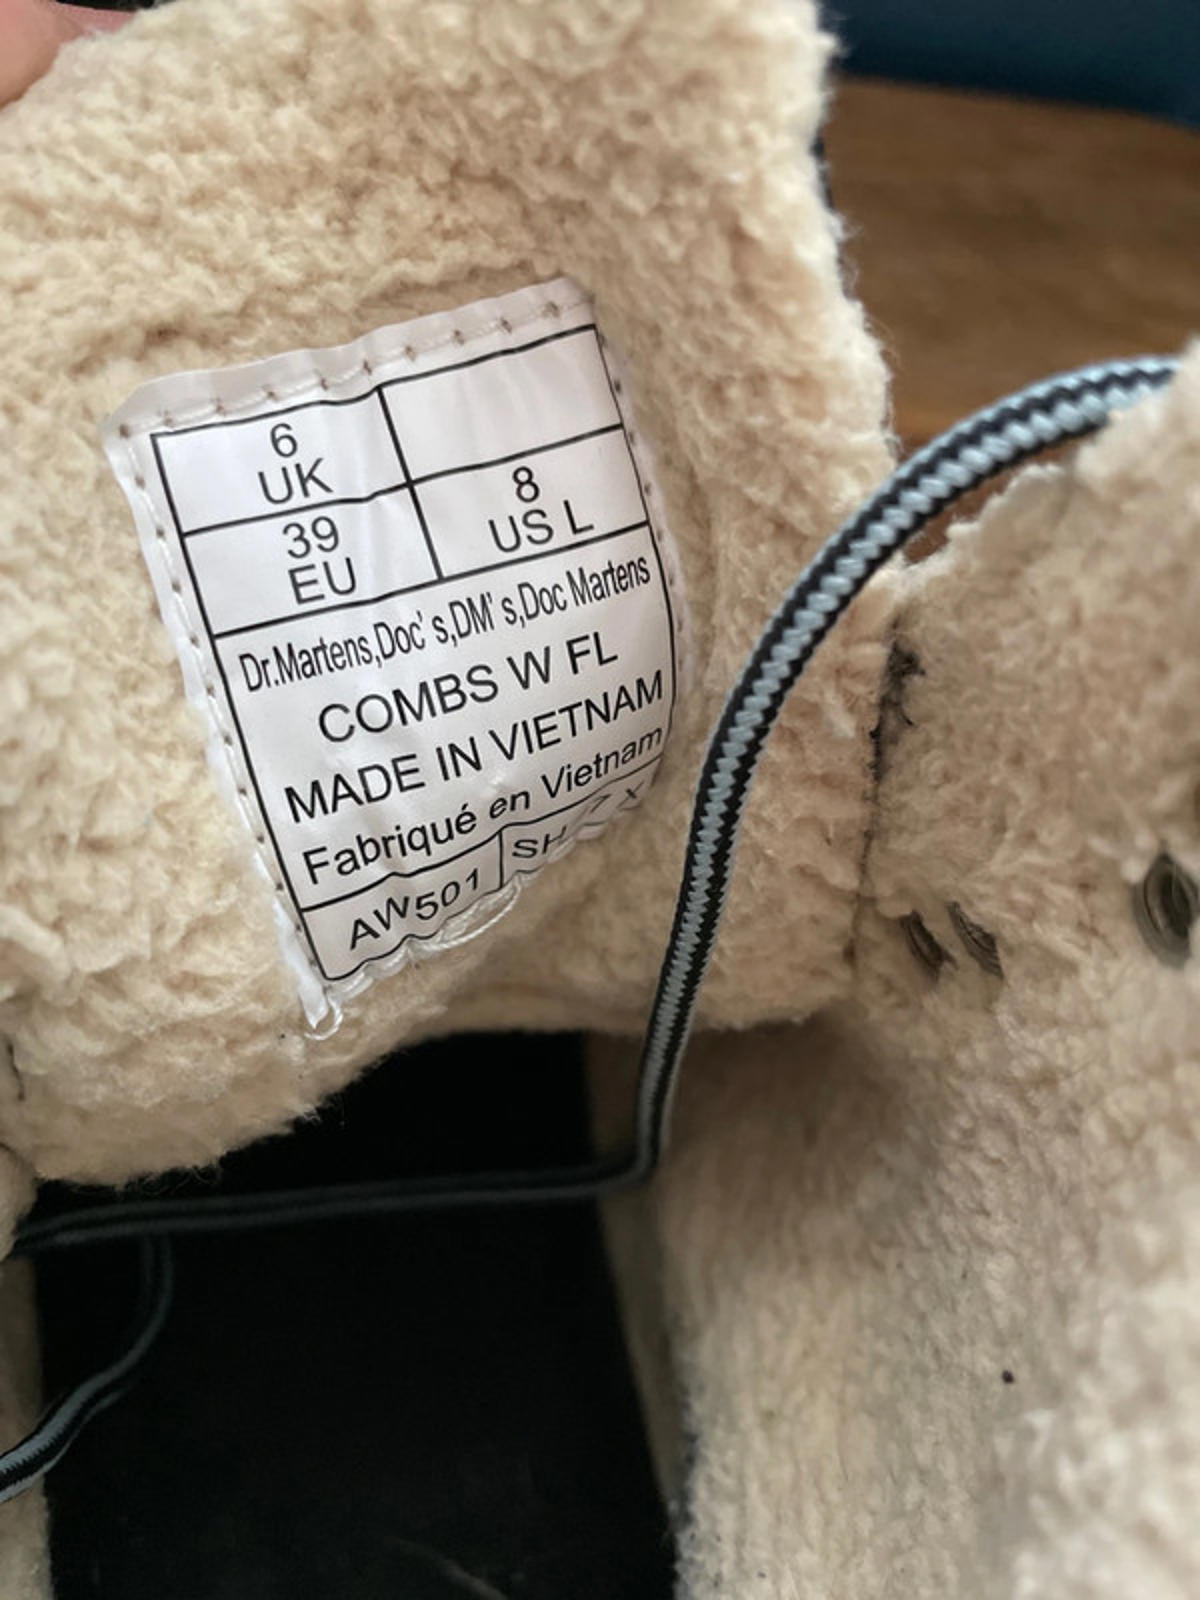 6
UK
39
EU
8
US L
Dr.Martens,Doc' s,DM' s,Doc Martens
COMBS W FL
MADE IN VIETNAM
Fabriqué en Vietnam
AW501